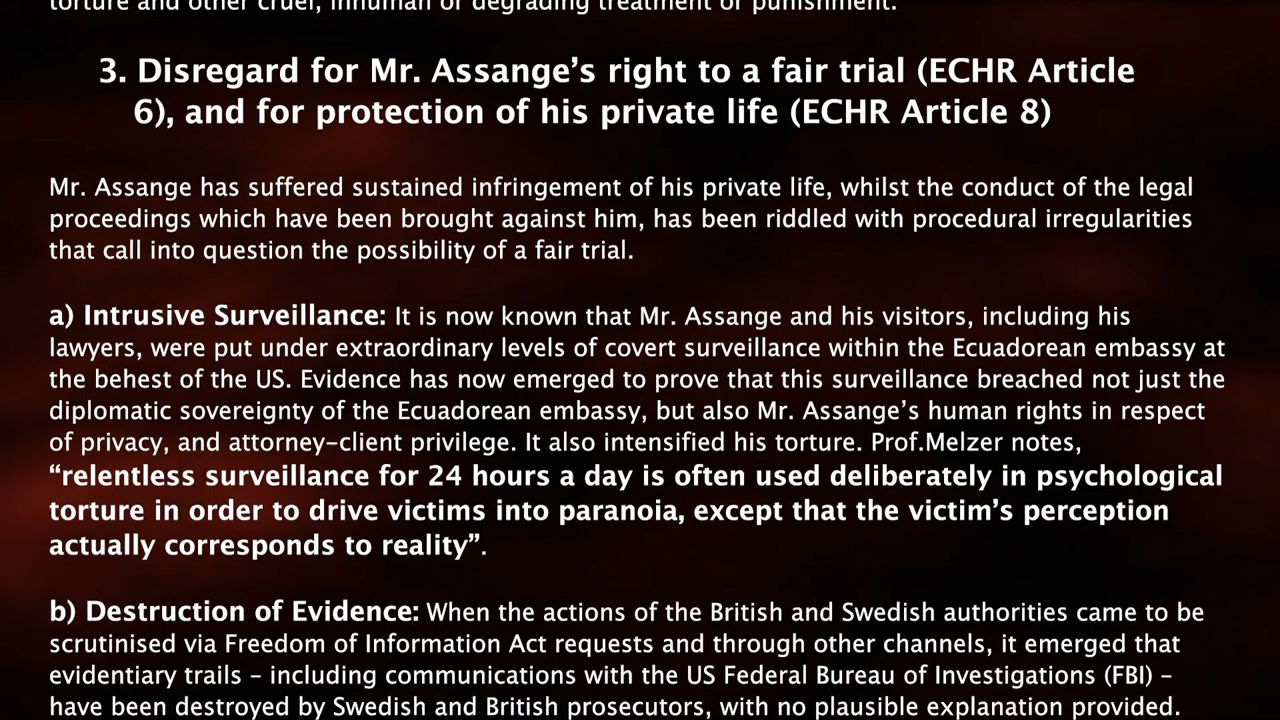 torture and other cruel, inhuman or degrading treatment or punishment.
3. Disregard for Mr. Assange’s right to a fair trial (ECHR Article
6), and for protection of his private life (ECHR Article 8)
Mr. Assange has suffered sustained infringement of his private life, whilst the conduct of the legal
proceedings which have been brought against him, has been riddled with procedural irregularities
that call into question the possibility of a fair trial.
a) Intrusive Surveillance: It is now known that Mr. Assange and his visitors, including his
lawyers, were put under extraordinary levels of covert surveillance within the Ecuadorean embassy at
the behest of the US. Evidence has now emerged to prove that this surveillance breached not just the
diplomatic sovereignty of the Ecuadorean embassy, but also Mr. Assange’s human rights in respect
of privacy, and attorney–client privilege. It also intensified his torture. Prof.Melzer notes,
“relentless surveillance for 24 hours a day is often used deliberately in psychological
torture in order to drive victims into paranoia, except that the victim’s perception
actually corresponds to reality”.
b) Destruction of Evidence: When the actions of the British and Swedish authorities came to be
scrutinised via Freedom of Information Act requests and through other channels, it emerged that
evidentiary trails – including communications with the US Federal Bureau of Investigations (FBI) –
have been destroyed by Swedish and British prosecutors, with no plausible explanation provided.